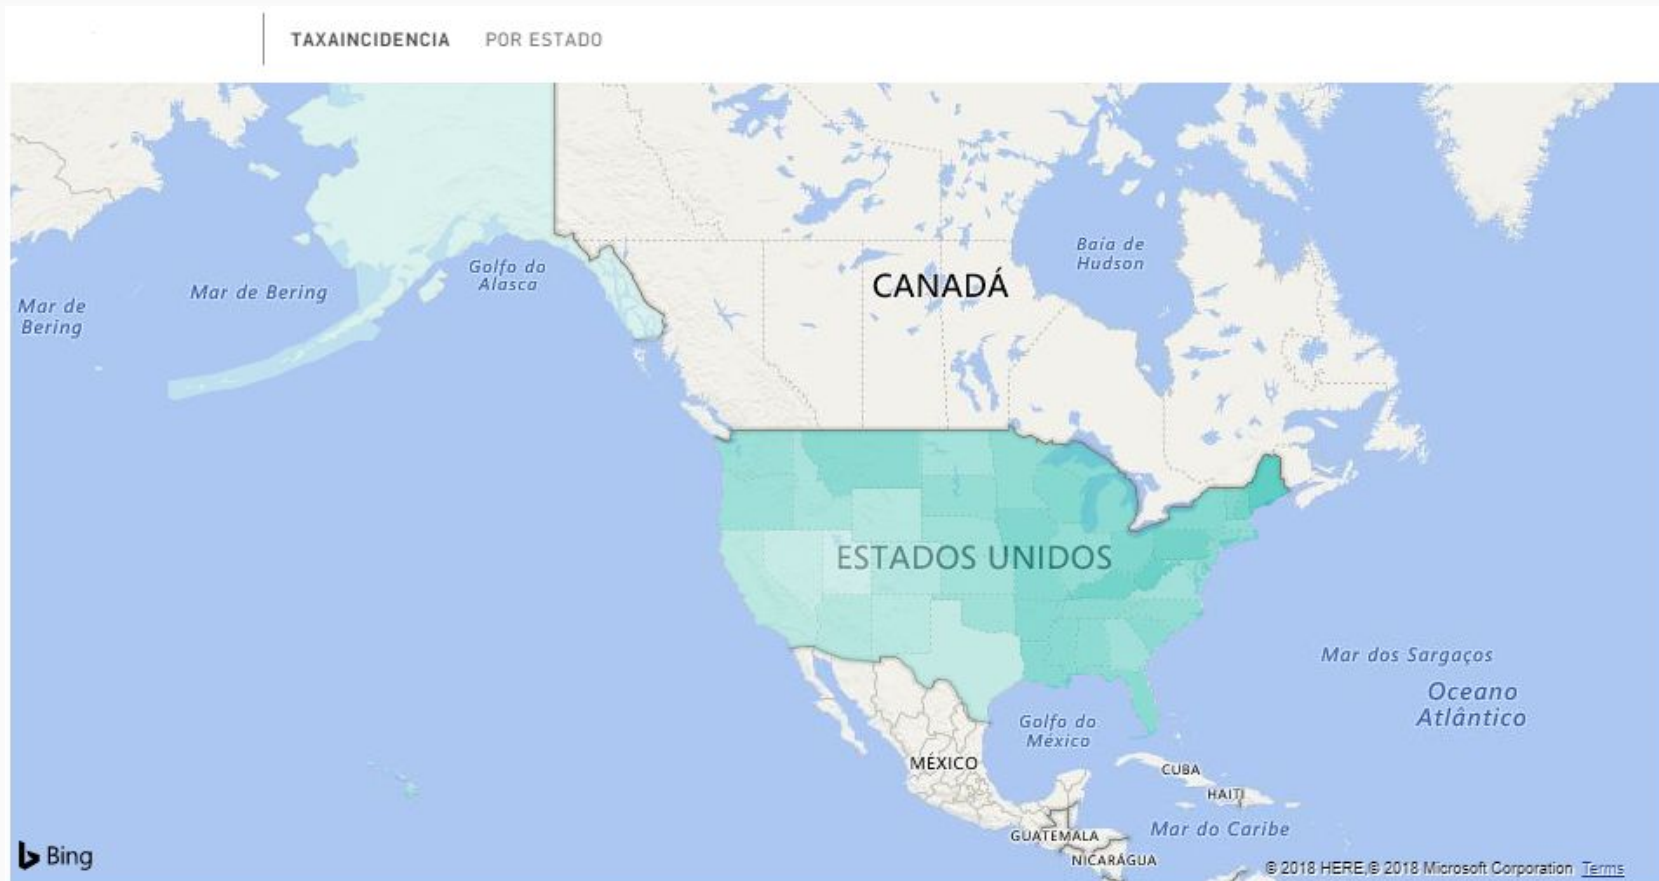 TAXAINCIDENCIA POR ESTADO
Baia de
Hudson
Golfo do
Alasca
CANADÁ
Mar de Bering
Mar de
Bering
ESTADOS UNIDOS
Mar dos Sargaços
Oceano
Atlântico
Golfo do
México
MÉXICO
CUBA
HAITI
GUATEMALA
Mar do Caribe
NICARÁGUA
Bing
© 2018 HERE,© 2018 Microsoft Corporation Terms